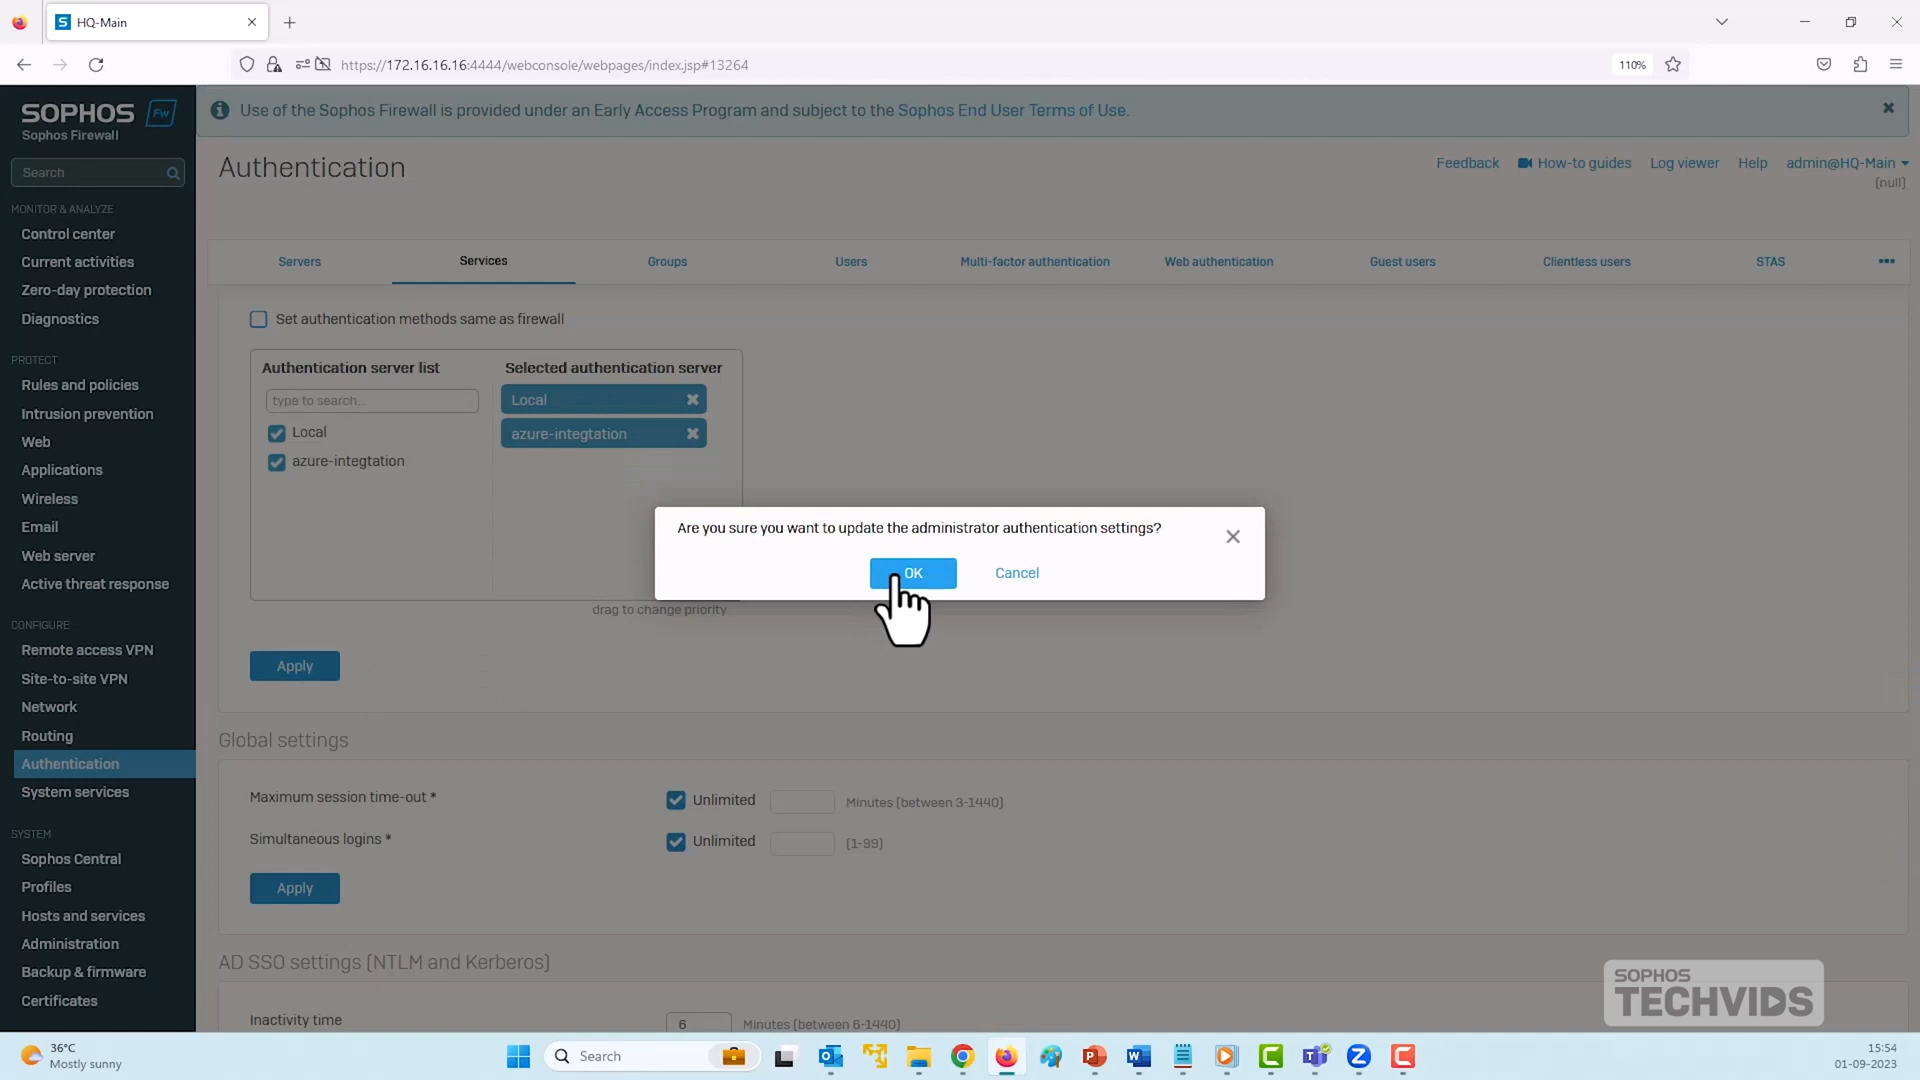 HQ-Main
https://172.16.16.16:4444/webconsole/webpages/index.jsp#13264
110%
SOPHOS Fw
Sophos Firewall
Use of the Sophos Firewall is provided under an Early Access Program and subject to the Sophos End User Terms of Use.
Authentication
Feedback How-to guides Log viewer Help admin@HQ-Main
(null)
Search
MONITOR & ANALYZE
Control center
Current activities
Zero-day protection
Diagnostics
PROTECT
Rules and policies
Intrusion prevention
Web
Applications
Wireless
Email
Web server
Active threat response
CONFIGURE
Remote access VPN
Site-to-site VPN
Network
Routing
Authentication
System services
SYSTEM
Sophos Central
Profiles
Hosts and services
Administration
Backup & firmware
Certificates
Servers Services Groups Users Multi-factor authentication Web authentication Guest users Clientless users STAS
Set authentication methods same as firewall
Authentication server list Selected authentication server
type to search...
Local
azure-integtation
Local
azure-integtation
drag to change priority
Are you sure you want to update the administrator authentication settings?
OK Cancel
Apply
Global settings
Maximum session time-out * Unlimited Minutes (between 3-1440)
Simultaneous logins * Unlimited (1-99)
Apply
AD SSO settings (NTLM and Kerberos)
Inactivity time 6 Minutes (between 6-1440)
SOPHOS
TECHVIDS
36°C
Mostly sunny
Search
15:54
01-09-2023